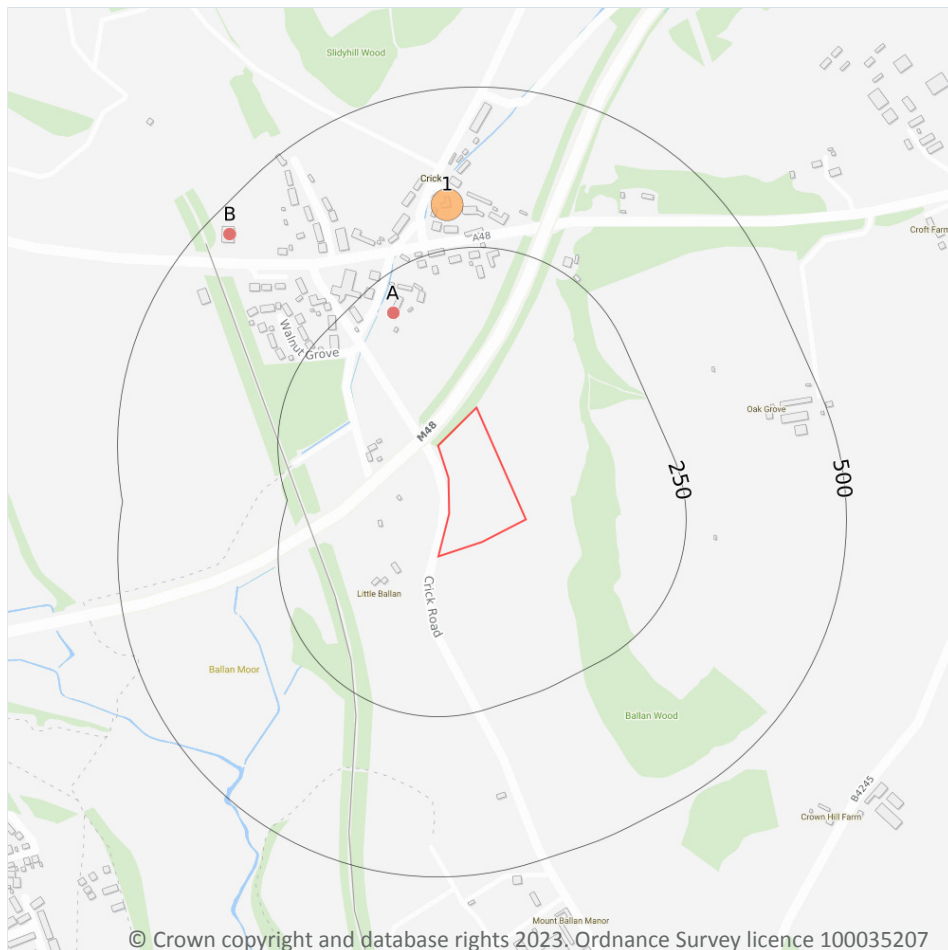 Slidyhill Wood
Crick
1
B
A48
Croft Farm
A
Walnut Grove
Oak Grove
M48
250
500
Crick Road
Little Ballan
Ballan Moor
Ballan Wood
B4245
Crown Hill Farm
Mount Ballan Manor
© Crown copyright and database rights 2023. Ordnance Survey licence 100035207